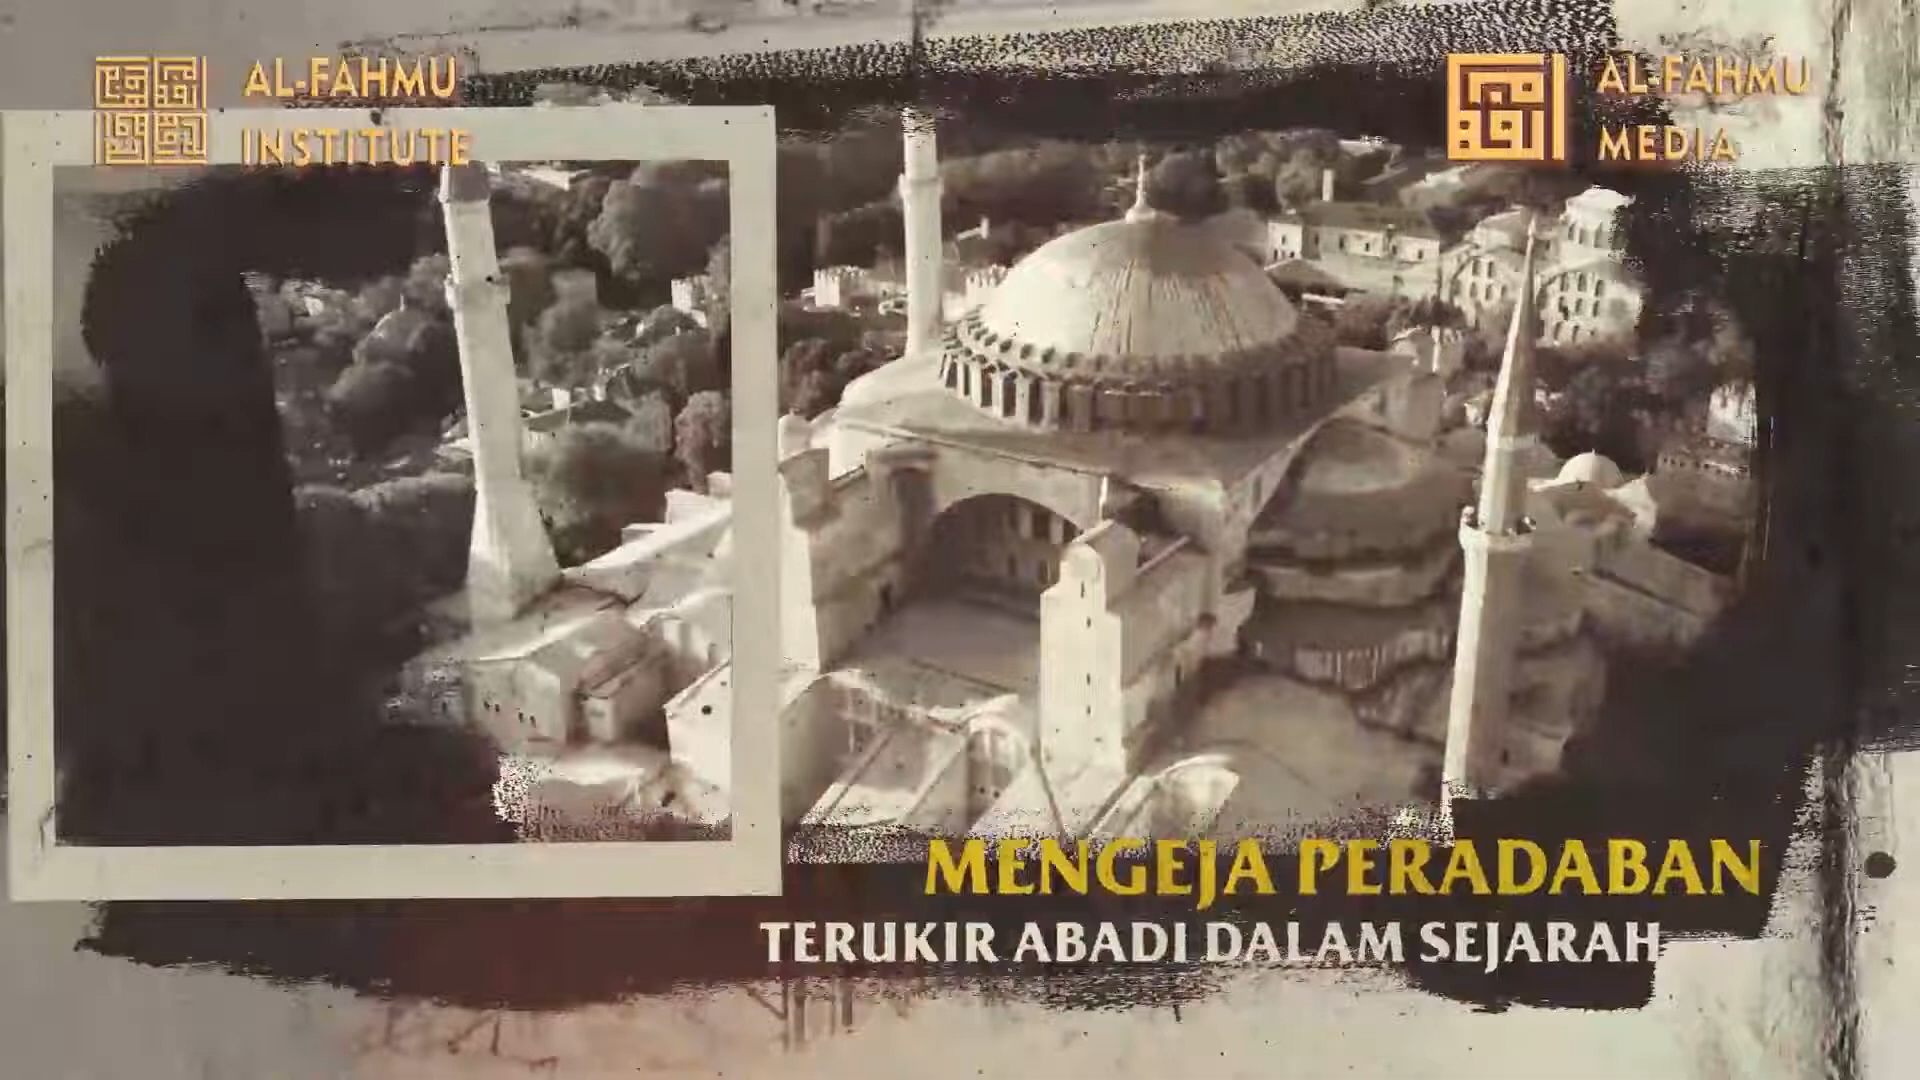 AL-FAHMU
INSTITUTE
AL-FAHMU
MEDIA
MENGEJA PERADABAN
TERUKIR ABADI DALAM SEJARAH